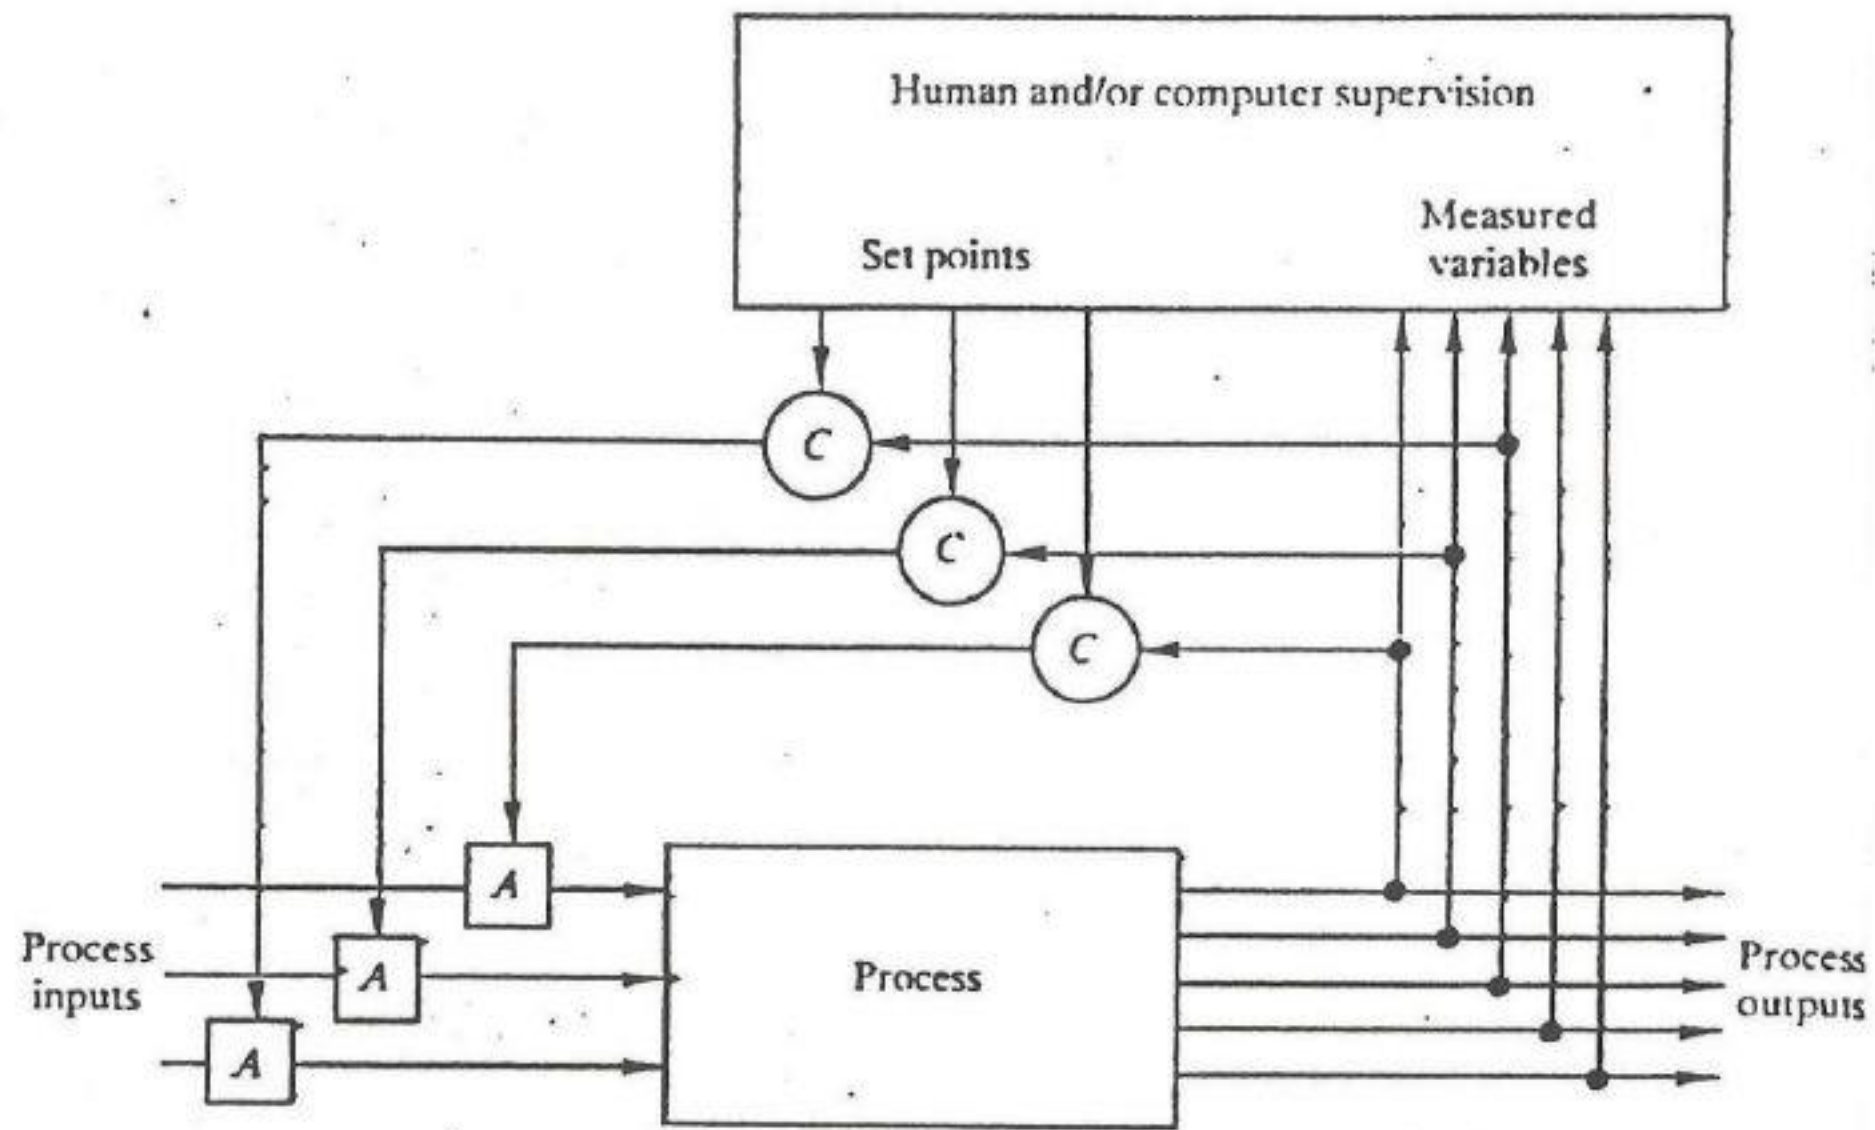 Human and/or computer supervision
Set points
Measured
variables
C
C
C
A
A
A
Process
inputs
Process
Process
outputs